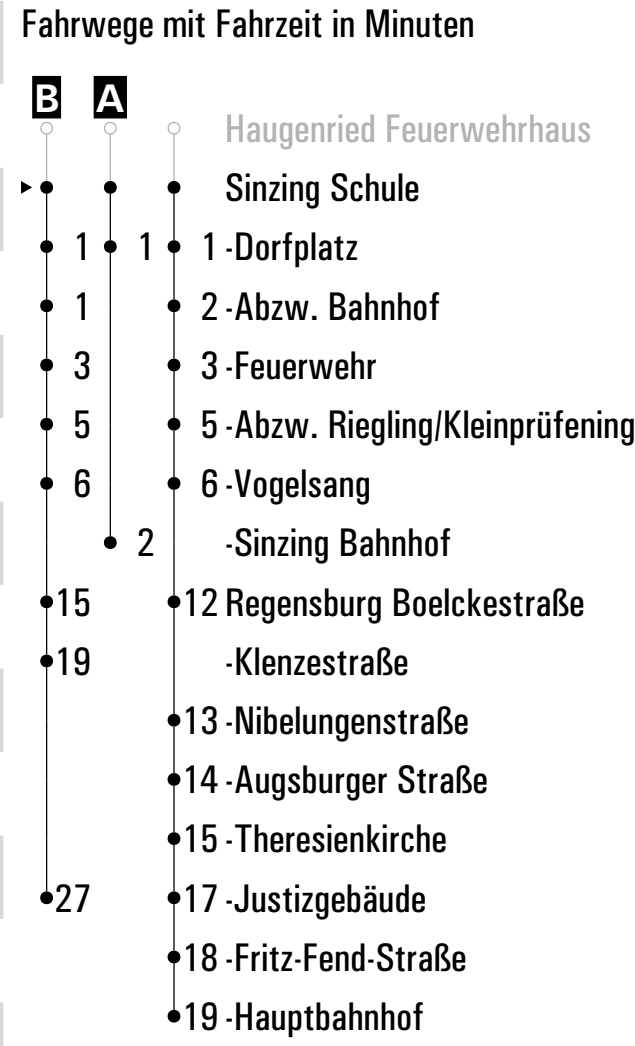 Fahrwege mit Fahrzeit in Minuten
B A
Haugenried Feuerwehrhaus
Sinzing Schule
1 1 1 -Dorfplatz
1 2 -Abzw. Bahnhof
3 3 -Feuerwehr
5 5 -Abzw. Riegling/Kleinprüfening
6 6 -Vogelsang
2 -Sinzing Bahnhof
15 12 Regensburg Boelckestraße
19 -Klenzestraße
13 -Nibelungenstraße
14 -Augsburger Straße
15 -Theresienkirche
27 17 -Justizgebäude
18 -Fritz-Fend-Straße
19 -Hauptbahnhof